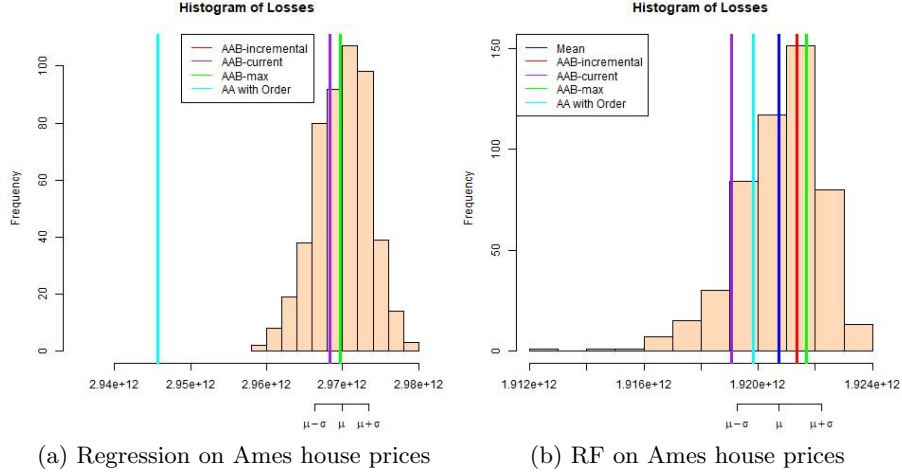 Histogram of Losses
AAB-incremental
AAB-current
AAB-max
AA with Order
Frequency
0
20
40
60
80
100
2.94e+12 2.95e+12 2.96e+12 2.97e+12 2.98e+12
μ−σ μ μ+σ
(a) Regression on Ames house prices
Histogram of Losses
Mean
AAB-incremental
AAB-current
AAB-max
AA with Order
Frequency
0
50
100
150
1.912e+12 1.916e+12 1.920e+12 1.924e+12
μ−σ μ μ+σ
(b) RF on Ames house prices